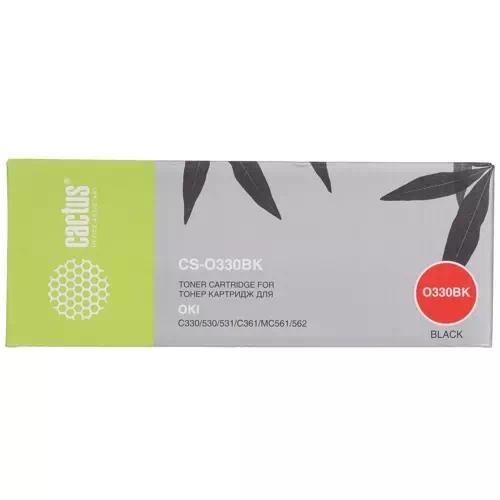 cactus
CS-O330BK
TONER CARTRIDGE FOR
ТОНЕР КАРТРИДЖ ДЛЯ
OKI
C330/530/531/C361/MC561/562
O330BK
BLACK